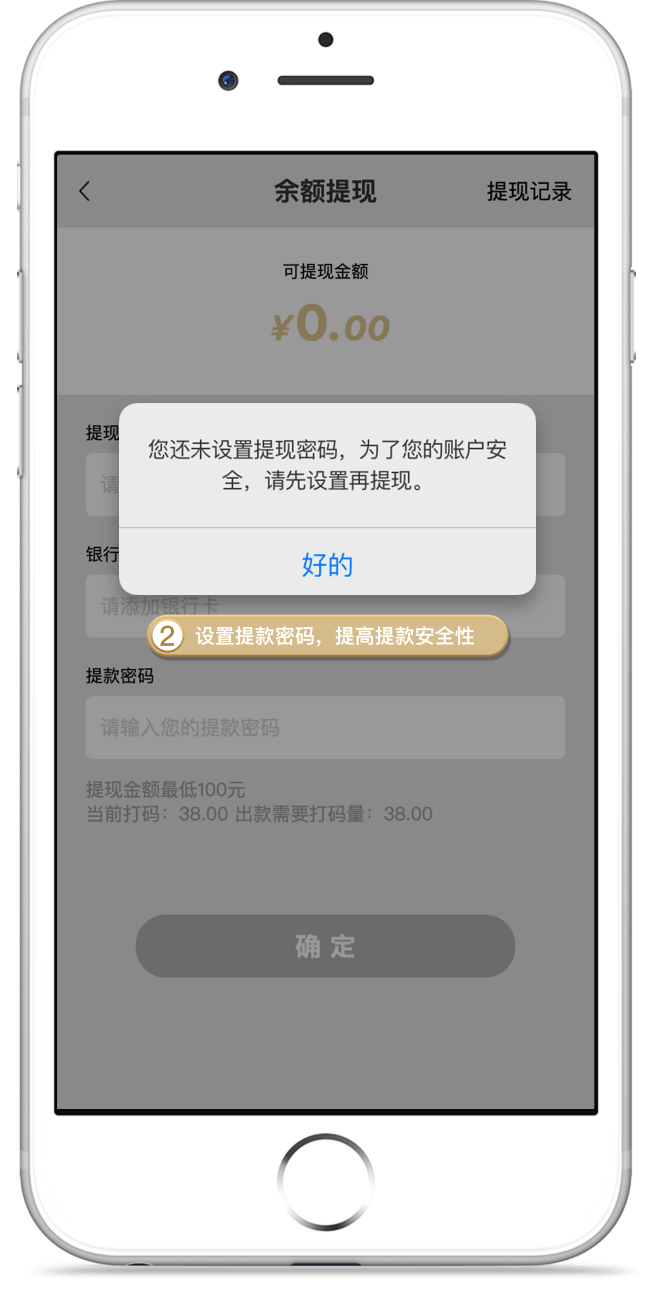 余额提现
提现记录
可提现金额
¥0.00
提现
您还未设置提现密码，为了您的账户安
全，请先设置再提现。
请
好的
银行
请添加银行卡
② 设置提款密码，提高提款安全性
提款密码
请输入您的提款密码
提现金额最低100元
当前打码：38.00 出款需要打码量：38.00
确 定